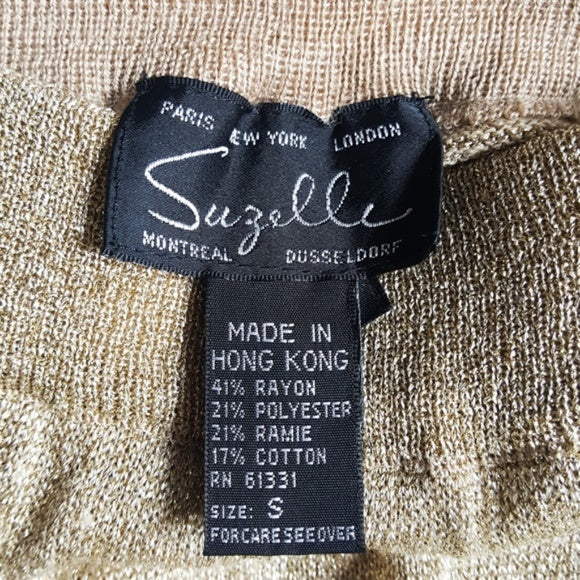 PARIS NEW YORK LONDON
Suzelle
MONTREAL DUSSELDORF
MADE IN
HONG KONG
41% RAYON
21% POLYESTER
21% RAMIE
17% COTTON
RN 61331
SIZE: S
FOR CARE SEE OVER